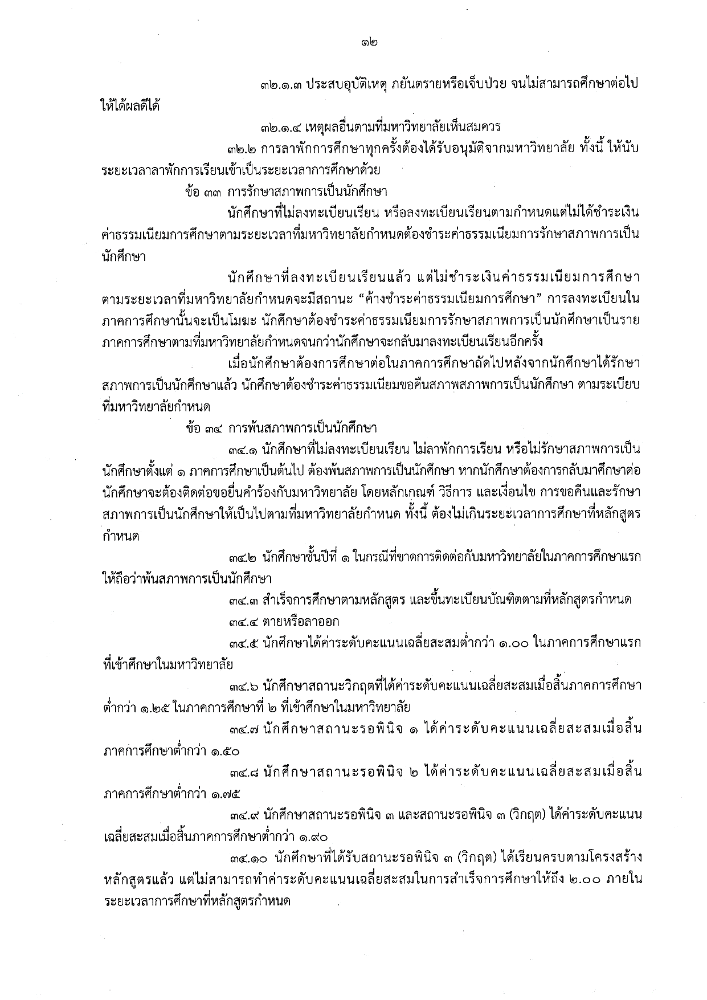 ๑๒
๓๒.๑.๓ ประสบอุบัติเหตุ ภยันตรายหรือเจ็บป่วย จนไม่สามารถศึกษาต่อไป
ให้ได้ผลดีได้
๓๒.๑.๔ เหตุผลอื่นตามที่มหาวิทยาลัยเห็นสมควร
๓๒.๒ การลาพักการศึกษาทุกครั้งต้องได้รับอนุมัติจากมหาวิทยาลัย ทั้งนี้ ให้นับ
ระยะเวลาลาพักการเรียนเข้าเป็นระยะเวลาการศึกษาด้วย
ข้อ ๓๓ การรักษาสภาพการเป็นนักศึกษา
นักศึกษาที่ไม่ลงทะเบียนเรียน หรือลงทะเบียนเรียนตามกำหนดแต่ไม่ได้ชำระเงิน
ค่าธรรมเนียมการศึกษาตามระยะเวลาที่มหาวิทยาลัยกำหนดต้องชำระค่าธรรมเนียมการรักษาสภาพการเป็น
นักศึกษา
นักศึกษาที่ลงทะเบียนเรียนแล้ว แต่ไม่ชำระเงินค่าธรรมเนียมการศึกษา
ตามระยะเวลาที่มหาวิทยาลัยกำหนดจะมีสถานะ “ค้างชำระค่าธรรมเนียมการศึกษา” การลงทะเบียนใน
ภาคการศึกษานั้นจะเป็นโมฆะ นักศึกษาต้องชำระค่าธรรมเนียมการรักษาสภาพการเป็นนักศึกษาเป็นราย
ภาคการศึกษาตามที่มหาวิทยาลัยกำหนดจนกว่านักศึกษาจะกลับมาลงทะเบียนเรียนอีกครั้ง
เมื่อนักศึกษาต้องการศึกษาต่อในภาคการศึกษาถัดไปหลังจากนักศึกษาได้รักษา
สภาพการเป็นนักศึกษาแล้ว นักศึกษาต้องชำระค่าธรรมเนียมขอคืนสภาพสภาพการเป็นนักศึกษา ตามระเบียบ
ที่มหาวิทยาลัยกำหนด
ข้อ ๓๔ การพ้นสภาพการเป็นนักศึกษา
๓๔.๑ นักศึกษาที่ไม่ลงทะเบียนเรียน ไม่ลาพักการเรียน หรือไม่รักษาสภาพการเป็น
นักศึกษาตั้งแต่ ๑ ภาคการศึกษาเป็นต้นไป ต้องพ้นสภาพการเป็นนักศึกษา หากนักศึกษาต้องการกลับมาศึกษาต่อ
นักศึกษาจะต้องติดต่อขอยื่นคำร้องกับมหาวิทยาลัย โดยหลักเกณฑ์ วิธีการ และเงื่อนไข การขอคืนและรักษา
สภาพการเป็นนักศึกษาให้เป็นไปตามที่มหาวิทยาลัยกำหนด ทั้งนี้ ต้องไม่เกินระยะเวลาการศึกษาที่หลักสูตร
กำหนด
๓๔.๒ นักศึกษาชั้นปีที่ ๑ ในกรณีที่ขาดการติดต่อกับมหาวิทยาลัยในภาคการศึกษาแรก
ให้ถือว่าพ้นสภาพการเป็นนักศึกษา
๓๔.๓ สำเร็จการศึกษาตามหลักสูตร และขึ้นทะเบียนบัณฑิตตามที่หลักสูตรกำหนด
๓๔.๔ ตายหรือลาออก
๓๔.๕ นักศึกษาได้ค่าระดับคะแนนเฉลี่ยสะสมต่ำกว่า ๑.๐๐ ในภาคการศึกษาแรก
ที่เข้าศึกษาในมหาวิทยาลัย
๓๔.๖ นักศึกษาสถานะวิกฤตที่ได้ค่าระดับคะแนนเฉลี่ยสะสมเมื่อสิ้นภาคการศึกษา
ต่ำกว่า ๑.๒๕ ในภาคการศึกษาที่ ๒ ที่เข้าศึกษาในมหาวิทยาลัย
๓๔.๗ นักศึกษาสถานะรอพินิจ ๑ ได้ค่าระดับคะแนนเฉลี่ยสะสมเมื่อสิ้น
ภาคการศึกษาต่ำกว่า ๑.๕๐
๓๔.๘ นักศึกษาสถานะรอพินิจ ๒ ได้ค่าระดับคะแนนเฉลี่ยสะสมเมื่อสิ้น
ภาคการศึกษาต่ำกว่า ๑.๗๕
๓๔.๙ นักศึกษาสถานะรอพินิจ ๓ และสถานะรอพินิจ ๓ (วิกฤต) ได้ค่าระดับคะแนน
เฉลี่ยสะสมเมื่อสิ้นภาคการศึกษาต่ำกว่า ๑.๙๐
๓๔.๑๐ นักศึกษาที่ได้รับสถานะรอพินิจ ๓ (วิกฤต) ได้เรียนครบตามโครงสร้าง
หลักสูตรแล้ว แต่ไม่สามารถทำค่าระดับคะแนนเฉลี่ยสะสมในการสำเร็จการศึกษาให้ถึง ๒.๐๐ ภายใน
ระยะเวลาการศึกษาที่หลักสูตรกำหนด